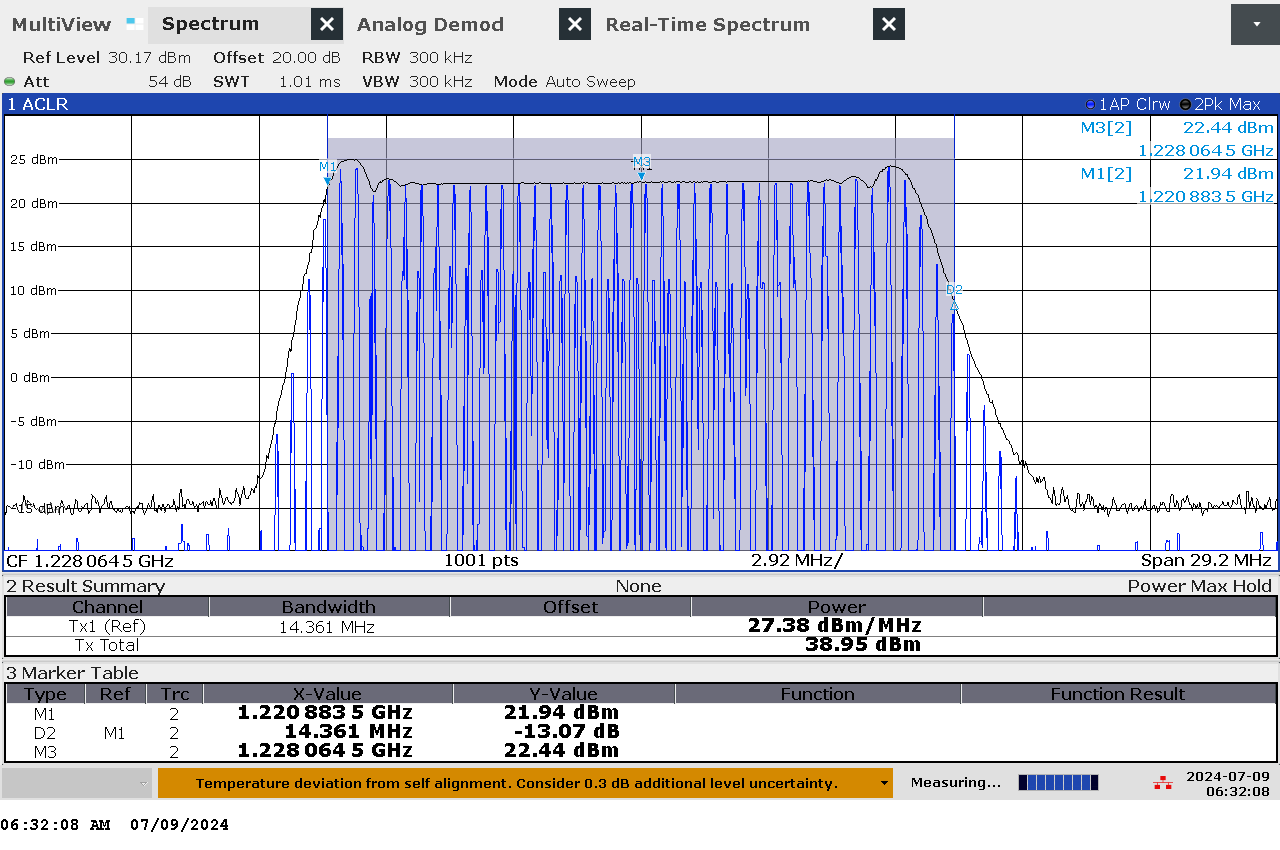 MultiView Spectrum Analog Demod Real-Time Spectrum
Ref Level 30.17 dBm Offset 20.00 dB RBW 300 kHz
Att 54 dB SWT 1.01 ms VBW 300 kHz Mode Auto Sweep
1 ACLR 1AP Clrw 2Pk Max
M3[2] 22.44 dBm
1.228 064 5 GHz
M1[2] 21.94 dBm
1.220 883 5 GHz
25 dBm
M1
M3
20 dBm
15 dBm
10 dBm
D2
5 dBm
0 dBm
-5 dBm
-10 dBm
-15 dBm
CF 1.228 064 5 GHz 1001 pts 2.92 MHz/ Span 29.2 MHz
2 Result Summary None Power Max Hold
Channel Bandwidth Offset Power
Tx1 (Ref) 14.361 MHz 27.38 dBm/MHz
Tx Total 38.95 dBm
3 Marker Table
Type Ref Trc X-Value Y-Value Function Function Result
M1 2 1.220 883 5 GHz 21.94 dBm
D2 M1 2 14.361 MHz -13.07 dB
M3 2 1.228 064 5 GHz 22.44 dBm
Temperature deviation from self alignment. Consider 0.3 dB additional level uncertainty. Measuring... 2024-07-09
06:32:08
06:32:08 AM 07/09/2024